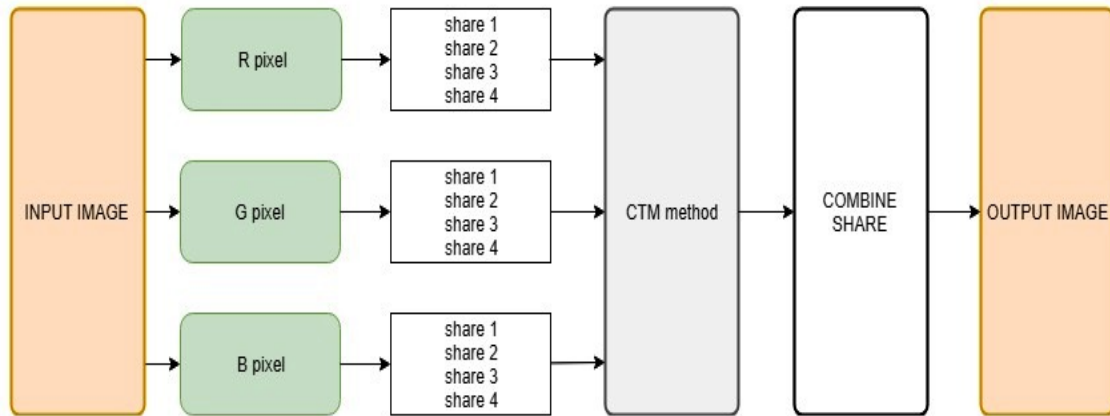 INPUT IMAGE
R pixel
share 1
share 2
share 3
share 4
G pixel
share 1
share 2
share 3
share 4
B pixel
share 1
share 2
share 3
share 4
CTM method
COMBINE
SHARE
OUTPUT IMAGE